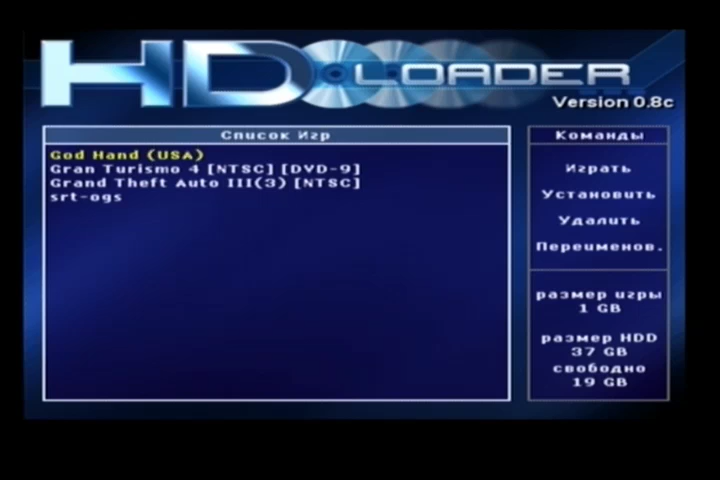 HD LOADER
Version 0.8c
Список Игр
God Hand (USA)
Gran Turismo 4 [NTSC] [DVD-9]
Grand Theft Auto III(3) [NTSC]
srt-ogs
Команды
Играть
Установить
Удалить
Переименов.
размер игры
1 GB
размер HDD
37 GB
свободно
19 GB